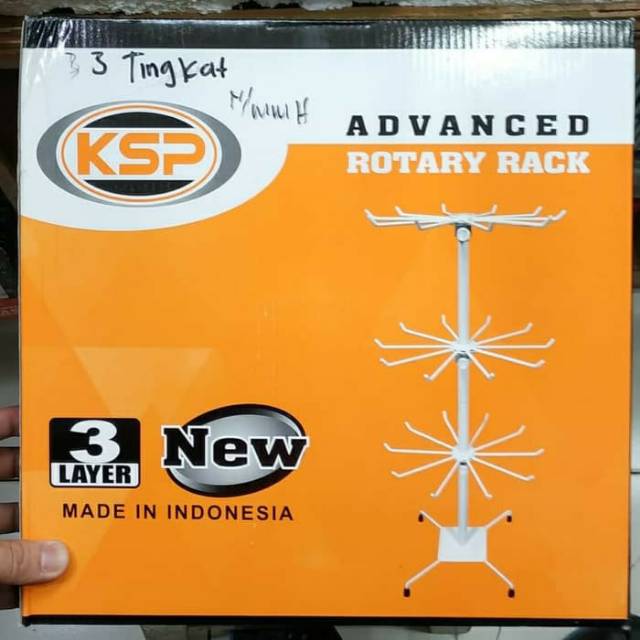 3 Tingkat
KSP
ADVANCED
ROTARY RACK
3
LAYER
New
MADE IN INDONESIA